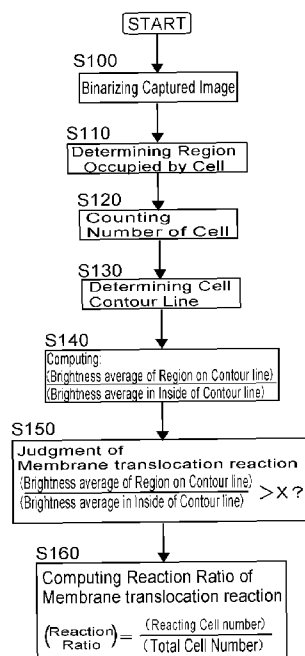 START
S100
Binarizing Captured Image
S110
Determining Region
Occupied by Cell
S120
Counting
Number of Cell
S130
Determining Cell
Contour Line
S140
Computing:
(Brightness average of Region on Contour line)
(Brightness average in Inside of Contour line)
S150
Judgment of
Membrane translocation reaction
(Brightness average of Region on Contour line)
(Brightness average in Inside of Contour line) >X?
S160
Computing Reaction Ratio of
Membrane translocation reaction
(Reaction Ratio) = (Reacting Cell number)
(Total Cell Number)